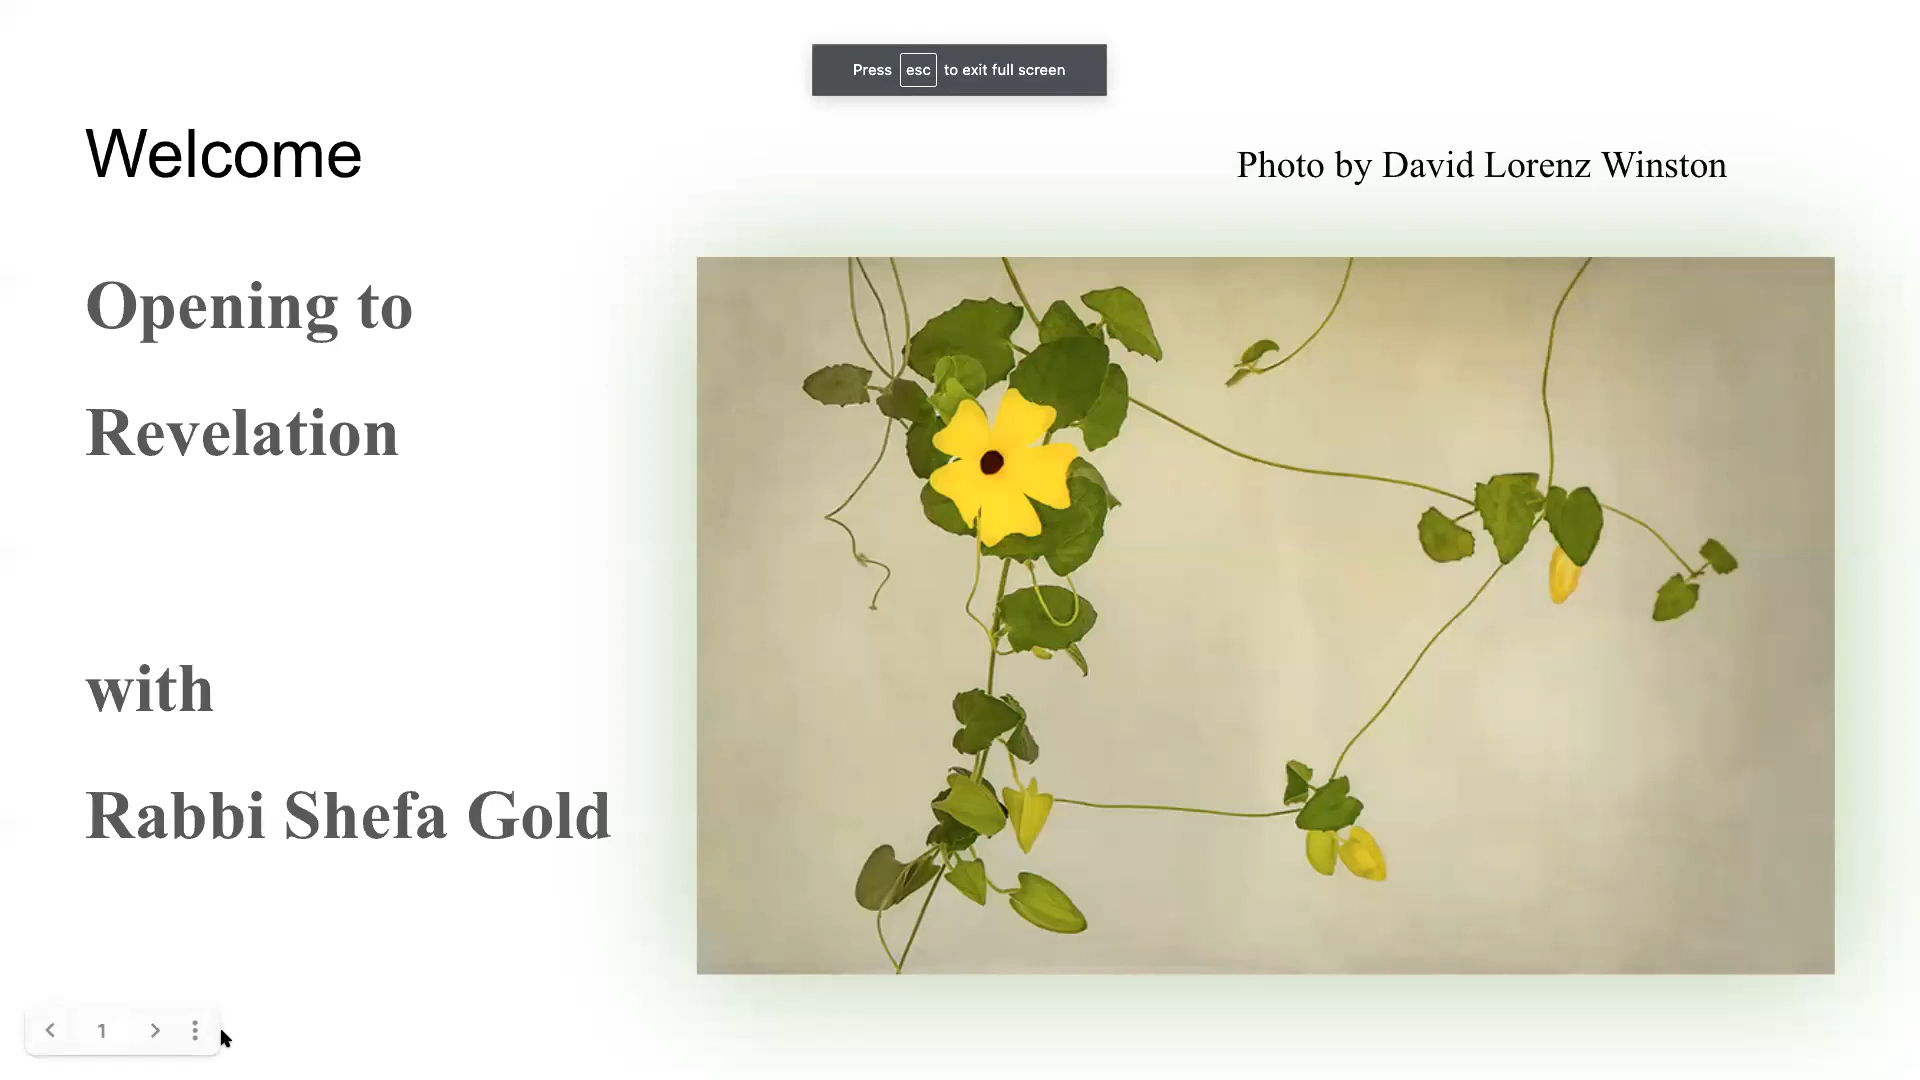 Press esc to exit full screen
Welcome
Photo by David Lorenz Winston
Opening to
Revelation
with
Rabbi Shefa Gold
1